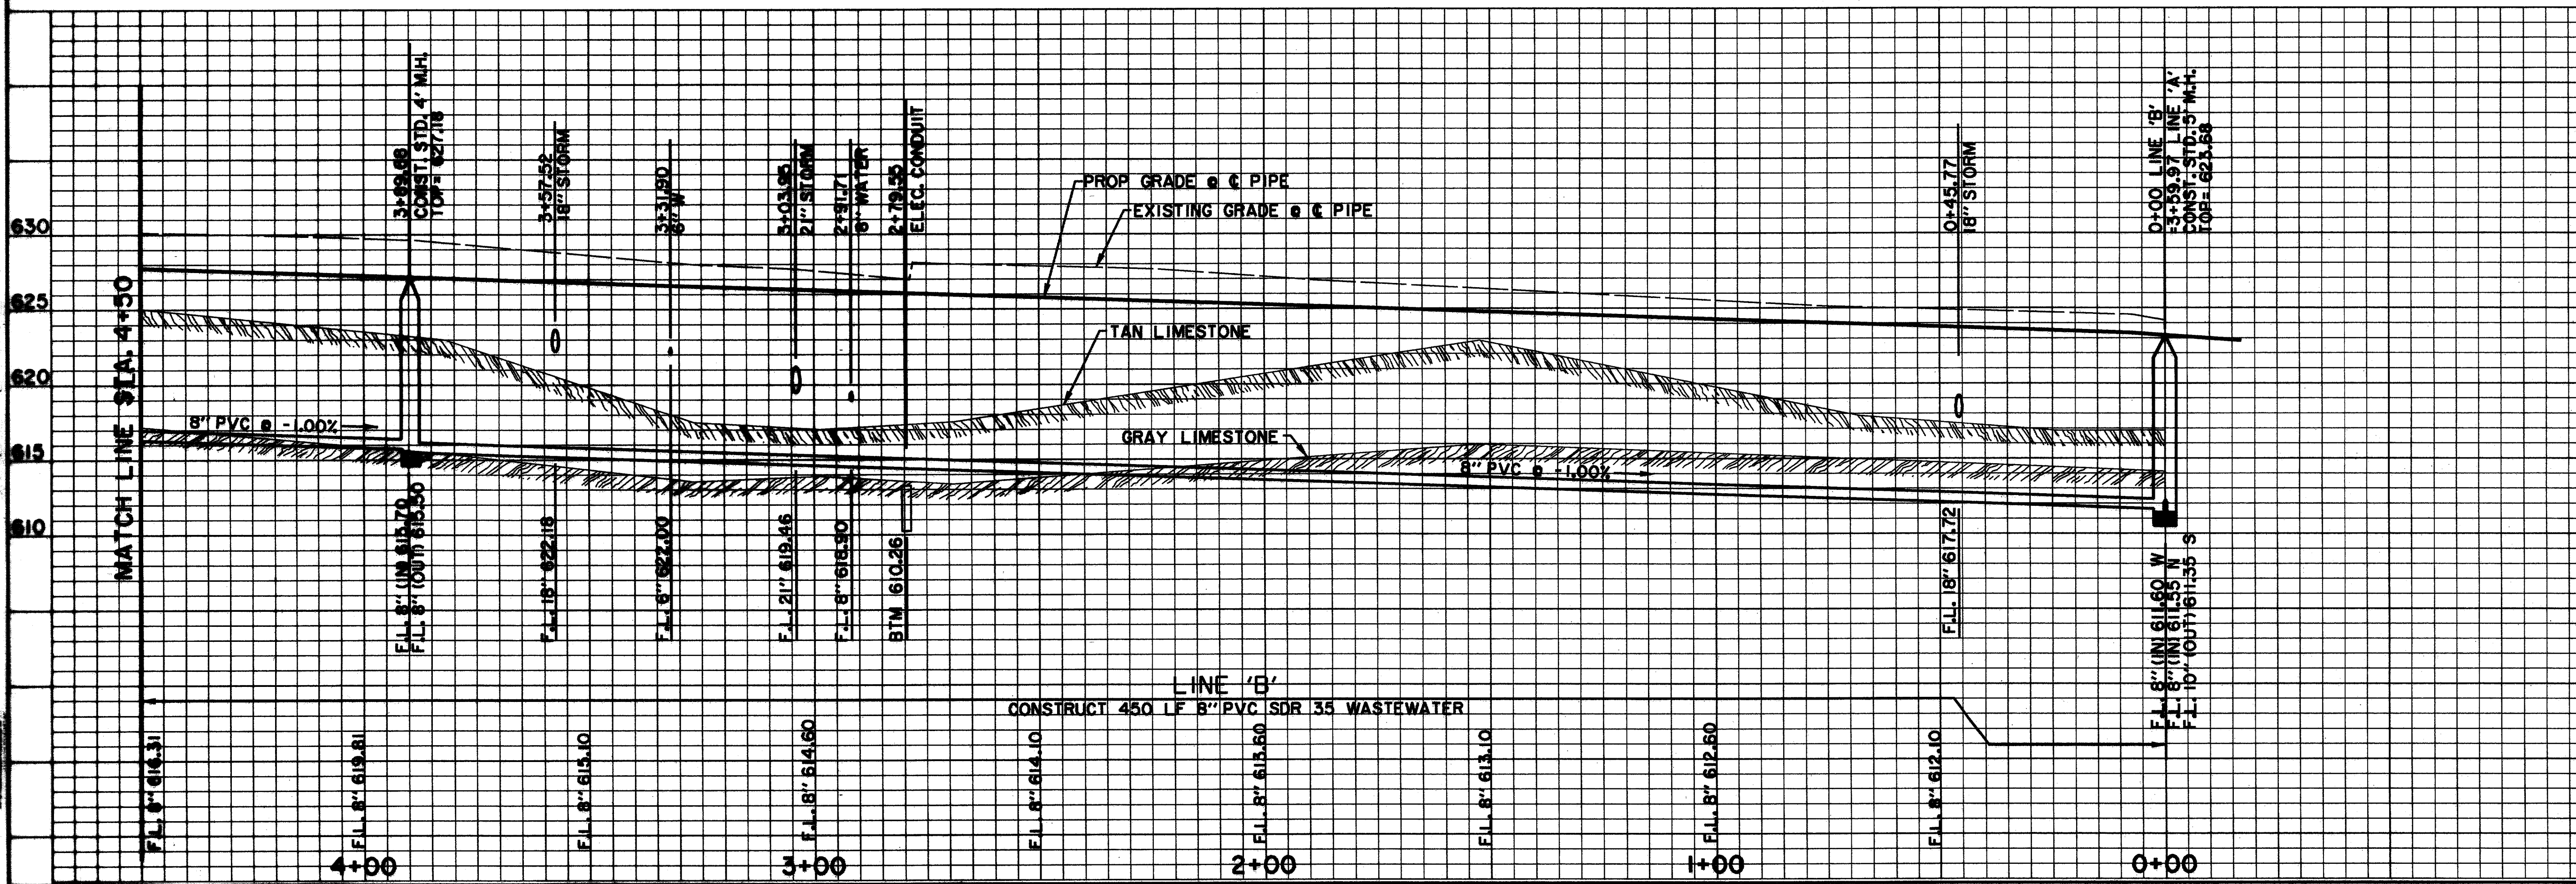 630
625
620
615
610
MATCH LINE STA. 4+50
3+89.66
CONST. STD. 4' M.H.
TOP= 627.18
3+57.52
18" STORM
3+31.90
6" W
3+03.95
21" STORM
2+91.71
8" WATER
2+79.55
ELEC. CONDUIT
PROP GRADE @ ℄ PIPE
EXISTING GRADE @ ℄ PIPE
0+45.77
18" STORM
0+00 LINE 'B'
=3+59.97 LINE 'A'
CONST. STD. 5' M.H.
TOP= 623.68
TAN LIMESTONE
GRAY LIMESTONE
8" PVC @ -1.00%
8" PVC @ -1.00%
F.L. 8" (IN) 615.70
F.L. 8" (OUT) 615.50
F.L. 18" 622.18
F.L. 6" 622.00
F.L. 21" 619.46
F.L. 8" 618.90
BTM 610.26
F.L. 18" 617.72
F.L. 8" (IN) 611.60 W
F.L. 8" (IN) 611.55 N
F.L. 10" (OUT) 611.35 S
LINE 'B'
CONSTRUCT 450 LF 8" PVC SDR 35 WASTEWATER
F.L. 8" 616.31
F.L. 8" 619.81
F.L. 8" 615.10
F.L. 8" 614.60
F.L. 8" 614.10
F.L. 8" 613.60
F.L. 8" 613.10
F.L. 8" 612.60
F.L. 8" 612.10
4+00
3+00
2+00
1+00
0+00